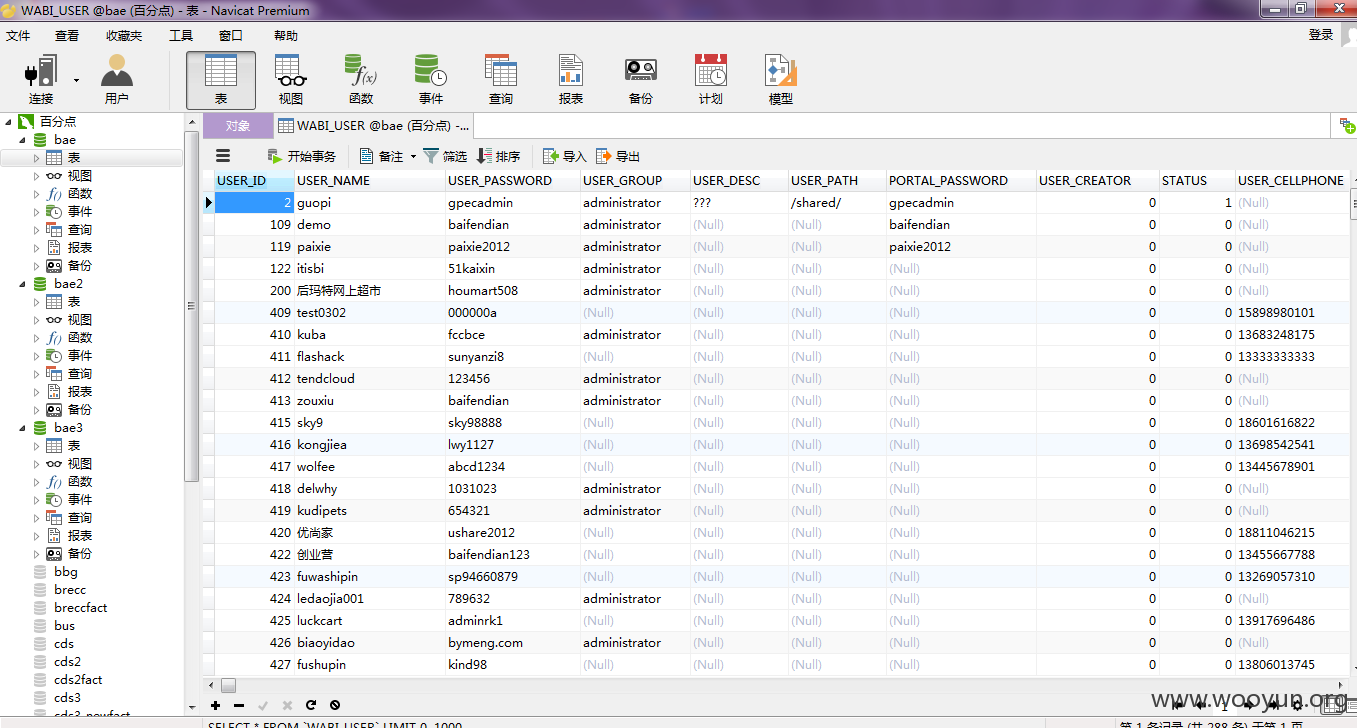 WABI_USER @bae (百分点) - 表 - Navicat Premium
文件 查看 收藏夹 工具 窗口 帮助 登录
连接 用户 表 视图 函数 事件 查询 报表 备份 计划 模型
百分点
bae
表
视图
函数
事件
查询
报表
备份
bae2
表
视图
函数
事件
查询
报表
备份
bae3
表
视图
函数
事件
查询
报表
备份
bbg
brecc
breccfact
bus
cds
cds2
cds2fact
cds3
cds3_newfact
对象 WABI_USER @bae (百分点) -...
开始事务 备注 筛选 排序 导入 导出
USER_ID USER_NAME USER_PASSWORD USER_GROUP USER_DESC USER_PATH PORTAL_PASSWORD USER_CREATOR STATUS USER_CELLPHONE
2 guopi gpecadmin administrator ??? /shared/ gpecadmin 0 1 (Null)
109 demo baifendian administrator (Null) (Null) baifendian 0 0 (Null)
119 paixie paixie2012 administrator (Null) (Null) paixie2012 0 0 (Null)
122 itisbi 51kaixin administrator (Null) (Null) (Null) 0 0 (Null)
200 后玛特网上超市 houmart508 administrator (Null) (Null) (Null) 0 0 (Null)
409 test0302 000000a (Null) (Null) (Null) (Null) 0 0 15898980101
410 kuba fccbce administrator (Null) (Null) (Null) 0 0 13683248175
411 flashack sunyanzi8 (Null) (Null) (Null) (Null) 0 0 13333333333
412 tendcloud 123456 administrator (Null) (Null) (Null) 0 0 (Null)
413 zouxiu baifendian administrator (Null) (Null) (Null) 0 0 (Null)
415 sky9 sky98888 (Null) (Null) (Null) (Null) 0 0 18601616822
416 kongjiea lwy1127 (Null) (Null) (Null) (Null) 0 0 13698542541
417 wolfee abcd1234 (Null) (Null) (Null) (Null) 0 0 13445678901
418 delwhy 1031023 administrator (Null) (Null) (Null) 0 0 (Null)
419 kudipets 654321 administrator (Null) (Null) (Null) 0 0 (Null)
420 优尚家 ushare2012 (Null) (Null) (Null) (Null) 0 0 18811046215
422 创业营 baifendian123 (Null) (Null) (Null) (Null) 0 0 13455667788
423 fuwashipin sp94660879 (Null) (Null) (Null) (Null) 0 0 13269057310
424 ledaojia001 789632 administrator (Null) (Null) (Null) 0 0 (Null)
425 luckcart adminrk1 (Null) (Null) (Null) (Null) 0 0 13917696486
426 biaoyidao bymeng.com administrator (Null) (Null) (Null) 0 0 (Null)
427 fushupin kind98 (Null) (Null) (Null) (Null) 0 0 13806013745
1
www.wooyun.org
SELECT * FROM `WABI_USER` LIMIT 0, 1000
第 1 条记录 (共 288 条) 于第 1 页